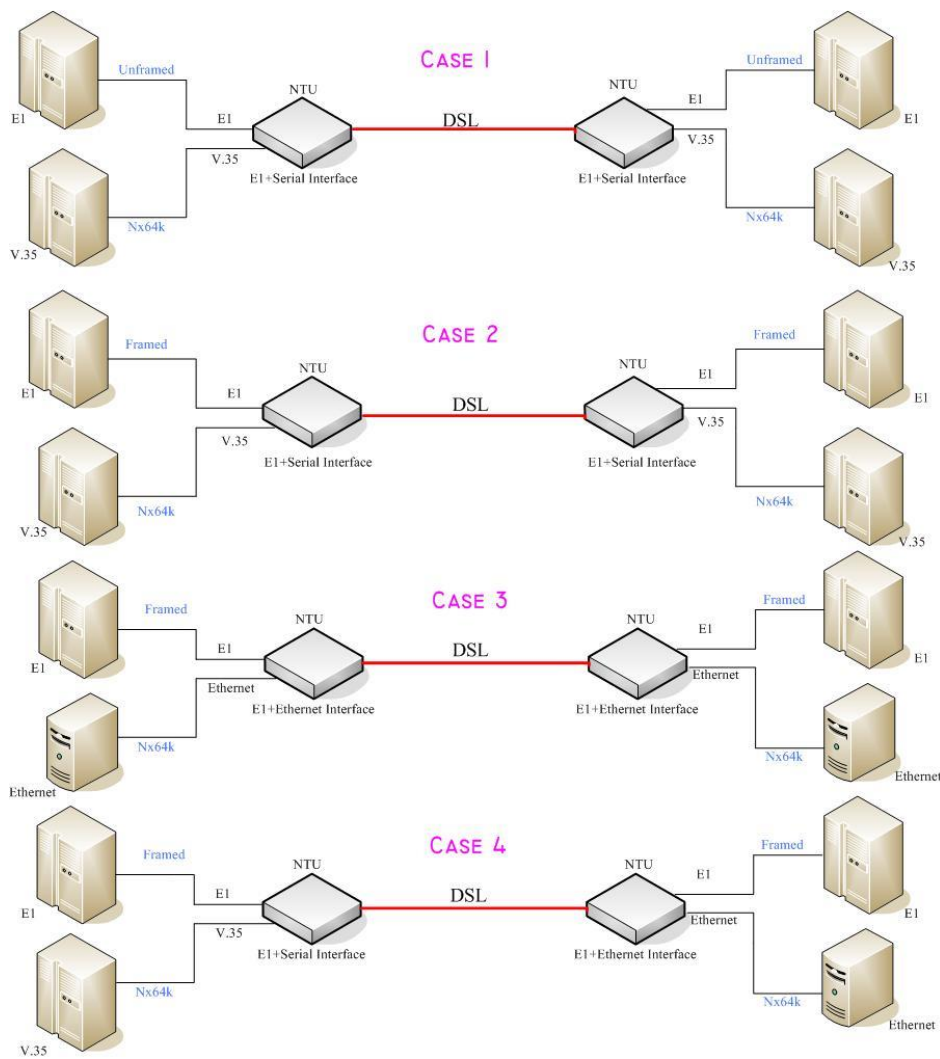 CASE 1
Unframed
Unframed
NTU
NTU
E1
E1
E1
DSL
E1
V.35
V.35
E1+Serial Interface
E1+Serial Interface
Nx64k
Nx64k
V.35
V.35
CASE 2
Framed
Framed
NTU
NTU
E1
E1
E1
DSL
E1
V.35
V.35
E1+Serial Interface
E1+Serial Interface
Nx64k
Nx64k
V.35
V.35
CASE 3
Framed
Framed
NTU
NTU
E1
E1
DSL
E1
E1
Ethernet
Ethernet
E1+Ethernet Interface
E1+Ethernet Interface
Nx64k
Nx64k
Ethernet
Ethernet
CASE 4
Framed
Framed
NTU
NTU
E1
E1
DSL
E1
E1
V.35
Ethernet
E1+Serial Interface
E1+Ethernet Interface
Nx64k
Nx64k
Ethernet
V.35